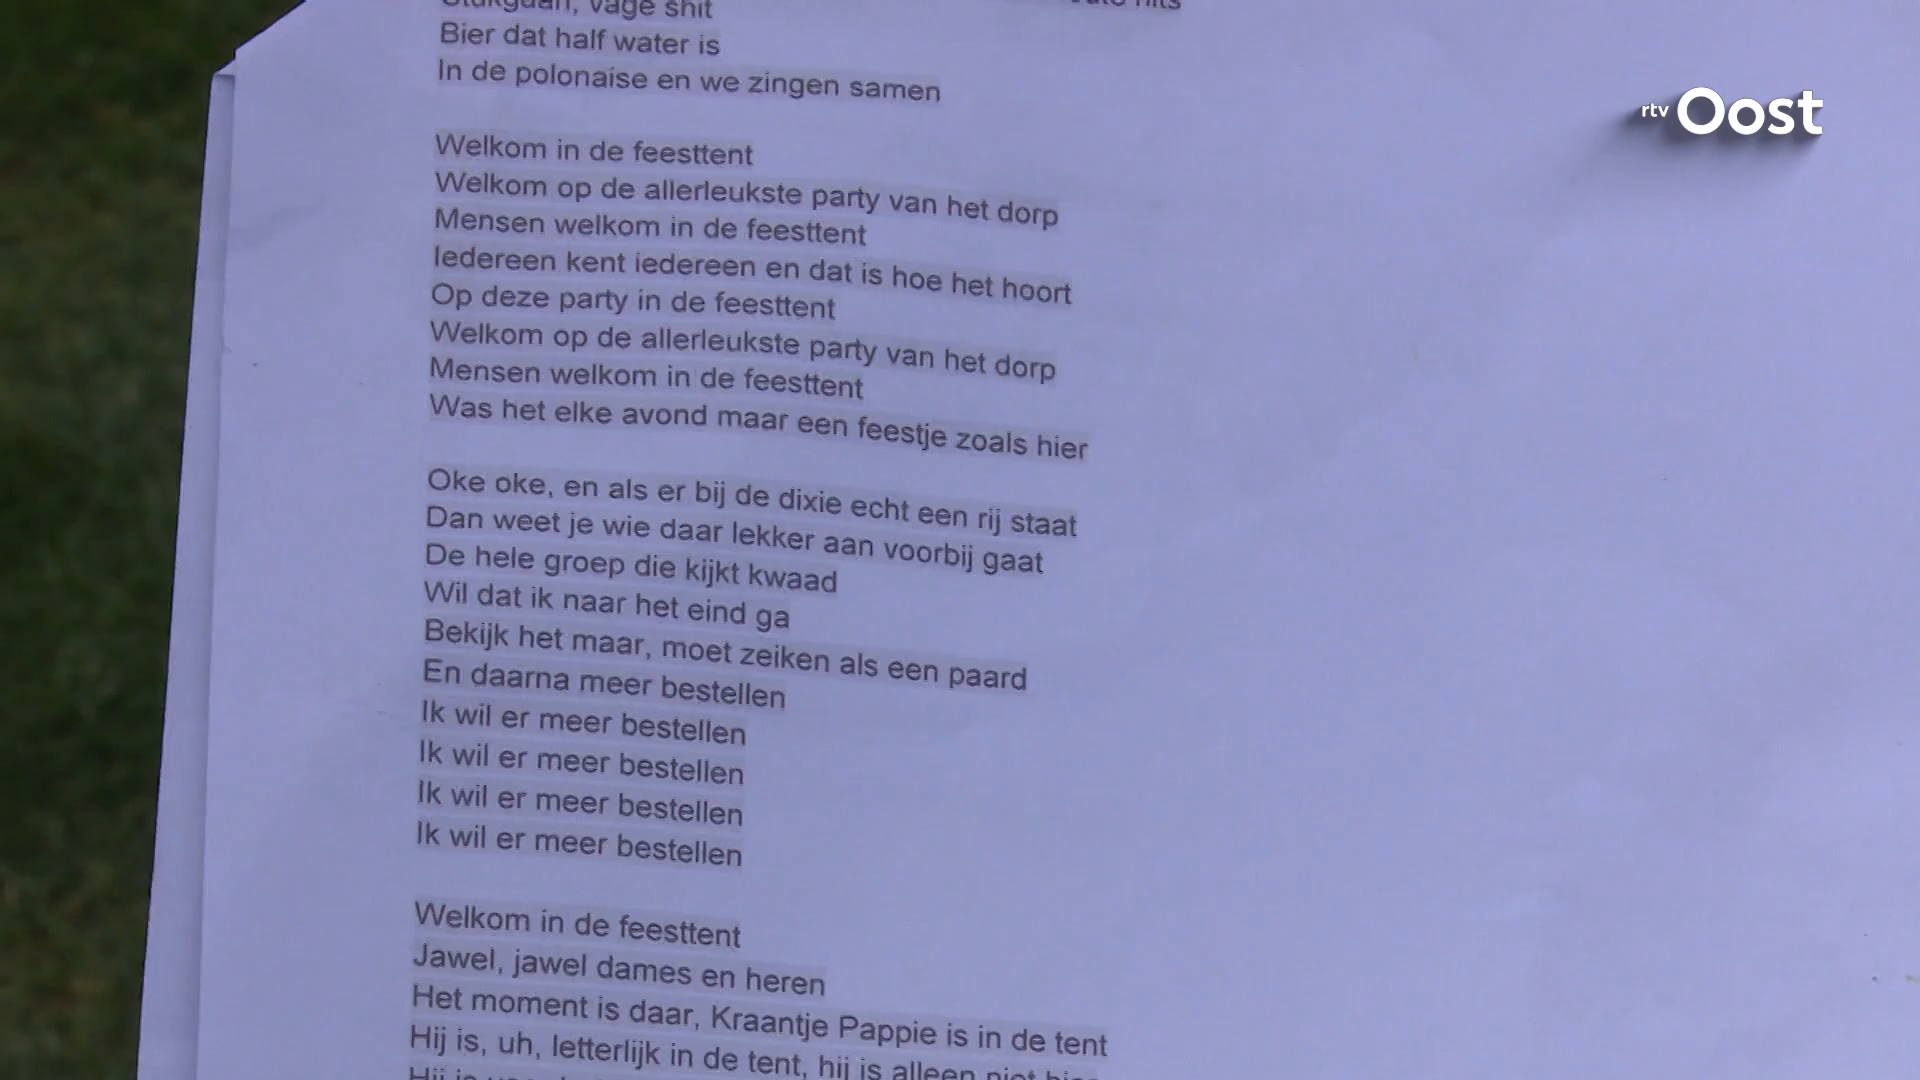 vage shit
hits
Bier dat half water is
In de polonaise en we zingen samen
rtv Oost
Welkom in de feesttent
Welkom op de allerleukste party van het dorp
Mensen welkom in de feesttent
Iedereen kent iedereen en dat is hoe het hoort
Op deze party in de feesttent
Welkom op de allerleukste party van het dorp
Mensen welkom in de feesttent
Was het elke avond maar een feestje zoals hier
Oke oke, en als er bij de dixie echt een rij staat
Dan weet je wie daar lekker aan voorbij gaat
De hele groep die kijkt kwaad
Wil dat ik naar het eind ga
Bekijk het maar, moet zeiken als een paard
En daarna meer bestellen
Ik wil er meer bestellen
Ik wil er meer bestellen
Ik wil er meer bestellen
Ik wil er meer bestellen
Welkom in de feesttent
Jawel, jawel dames en heren
Het moment is daar, Kraantje Pappie is in de tent
Hij is, uh, letterlijk in de tent, hij is alleen niet